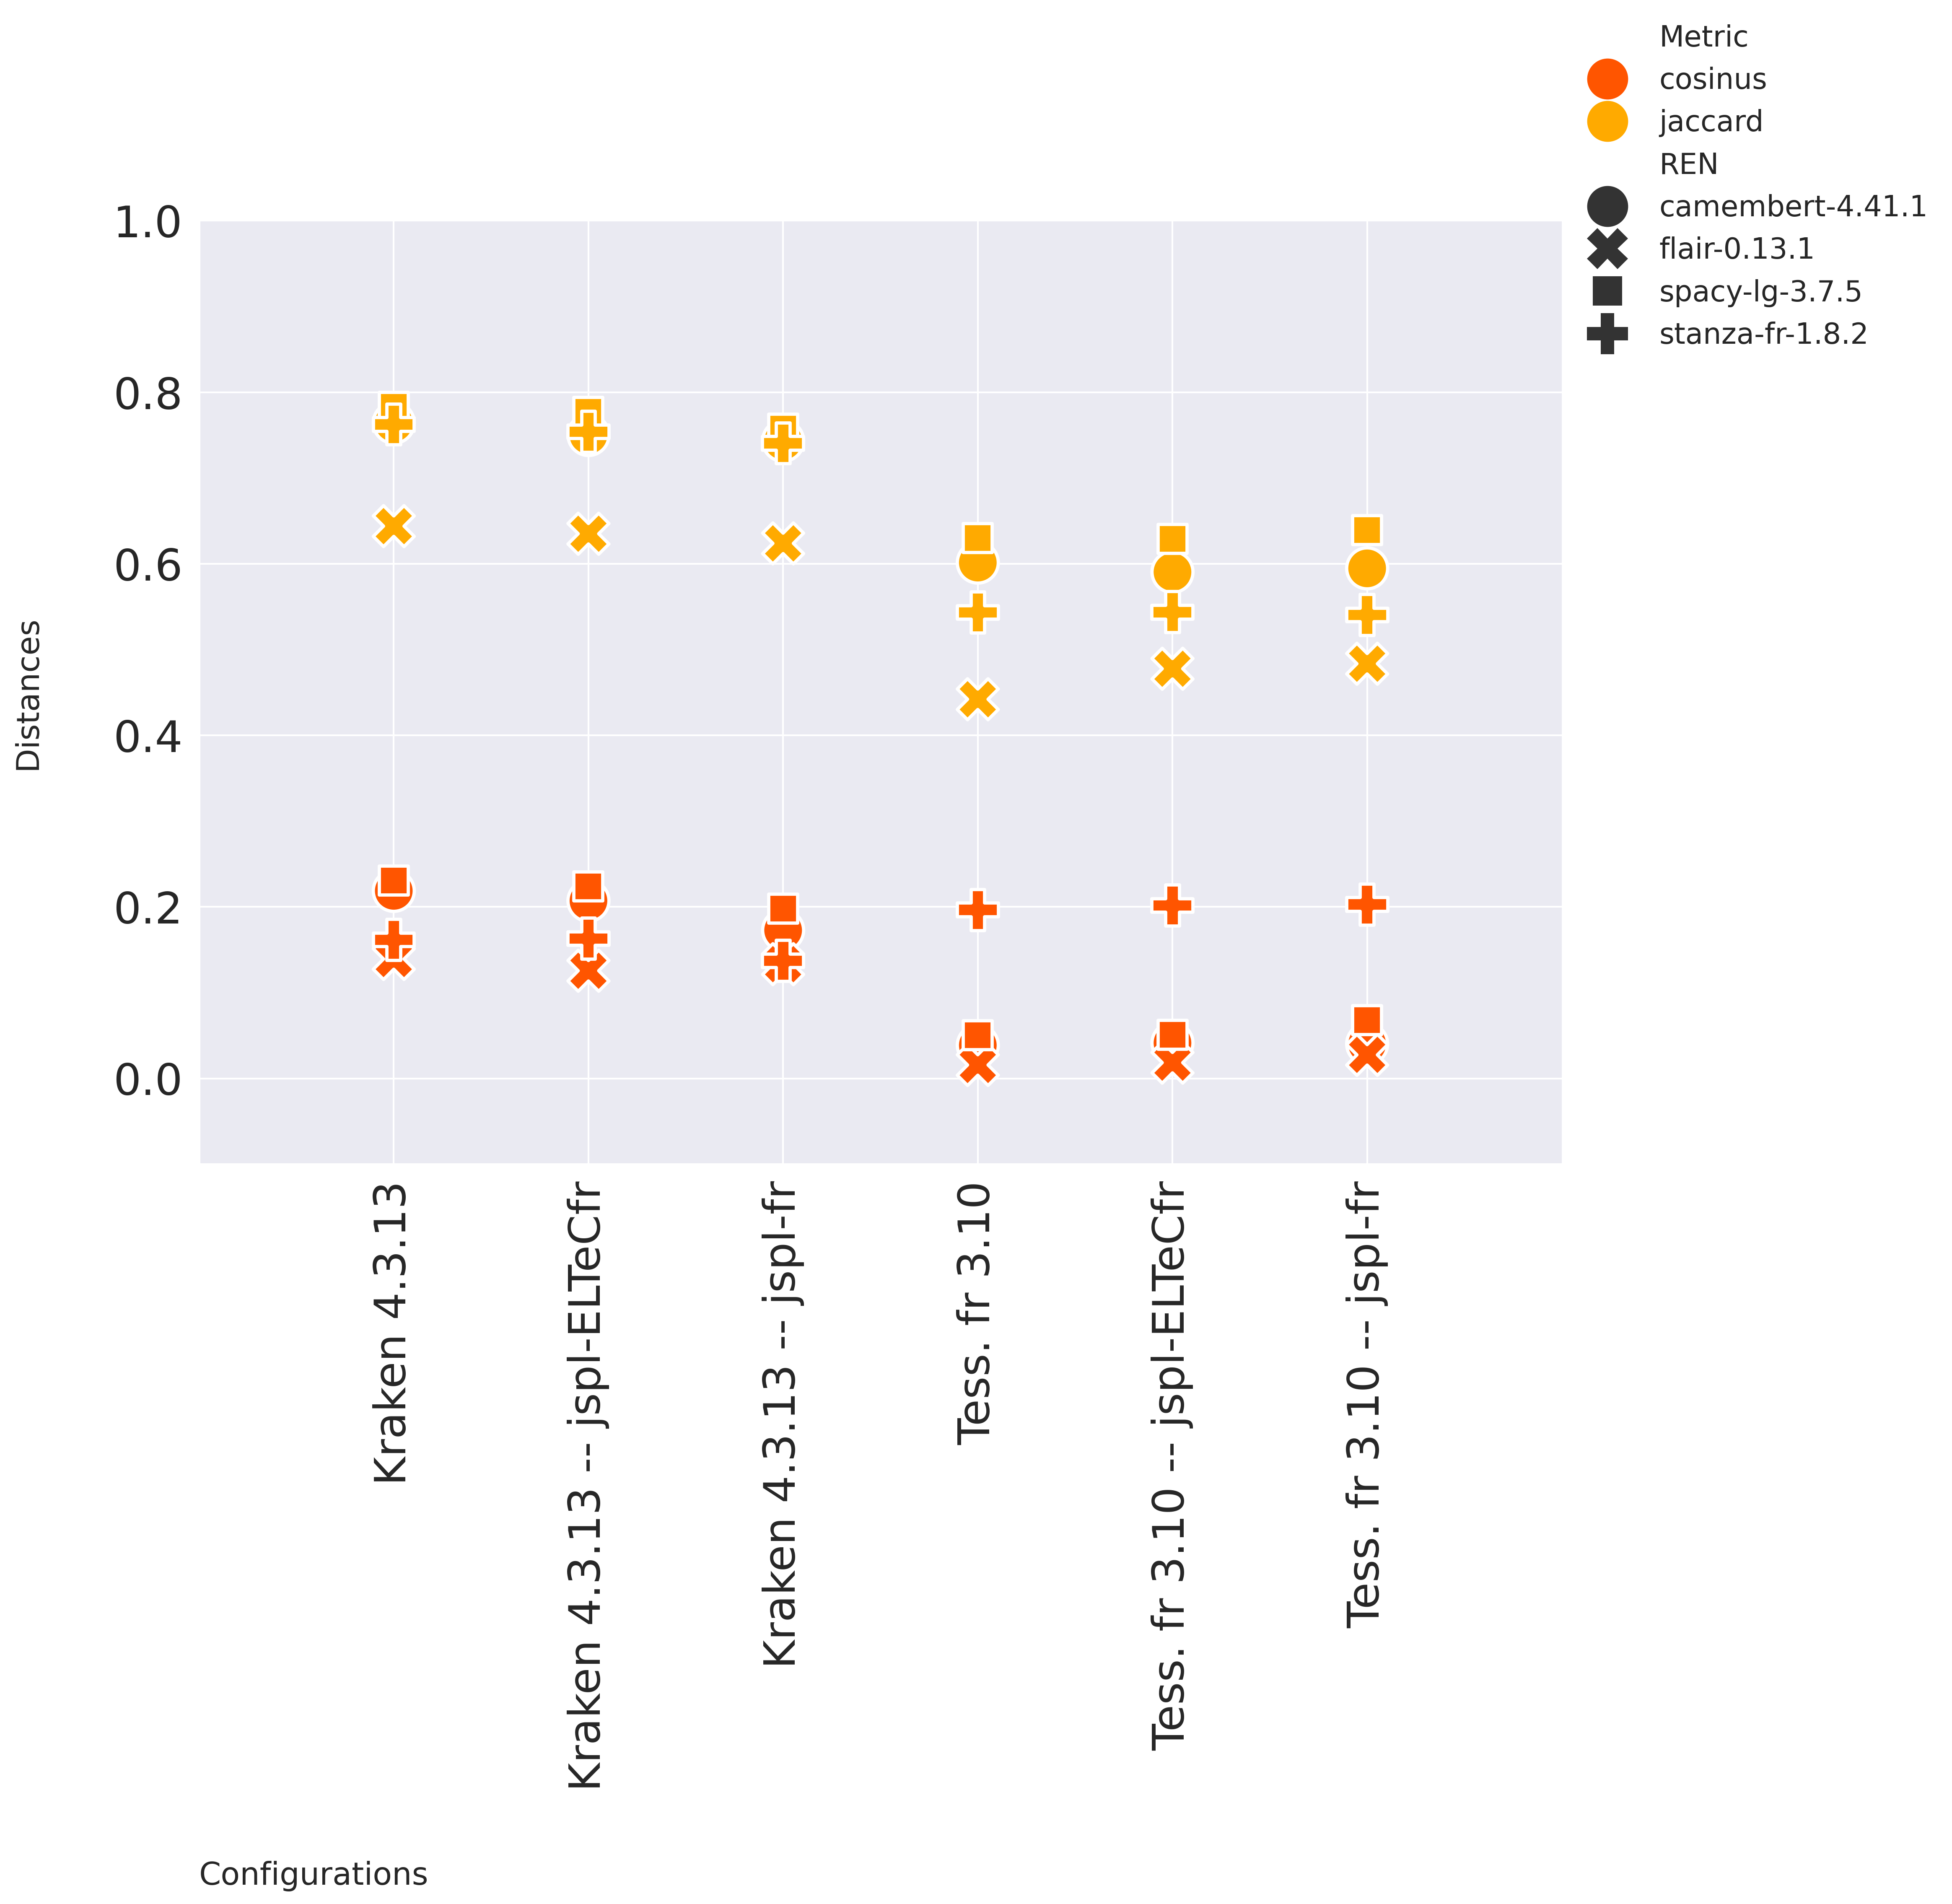 Metric
cosinus
jaccard
REN
camembert-4.41.1
flair-0.13.1
spacy-lg-3.7.5
stanza-fr-1.8.2
1.0
0.8
0.6
0.4
0.2
0.0
Distances
Kraken 4.3.13
Kraken 4.3.13 -- jspl-ELTeCfr
Kraken 4.3.13 -- jspl-fr
Tess. fr 3.10
Tess. fr 3.10 -- jspl-ELTeCfr
Tess. fr 3.10 -- jspl-fr
Configurations